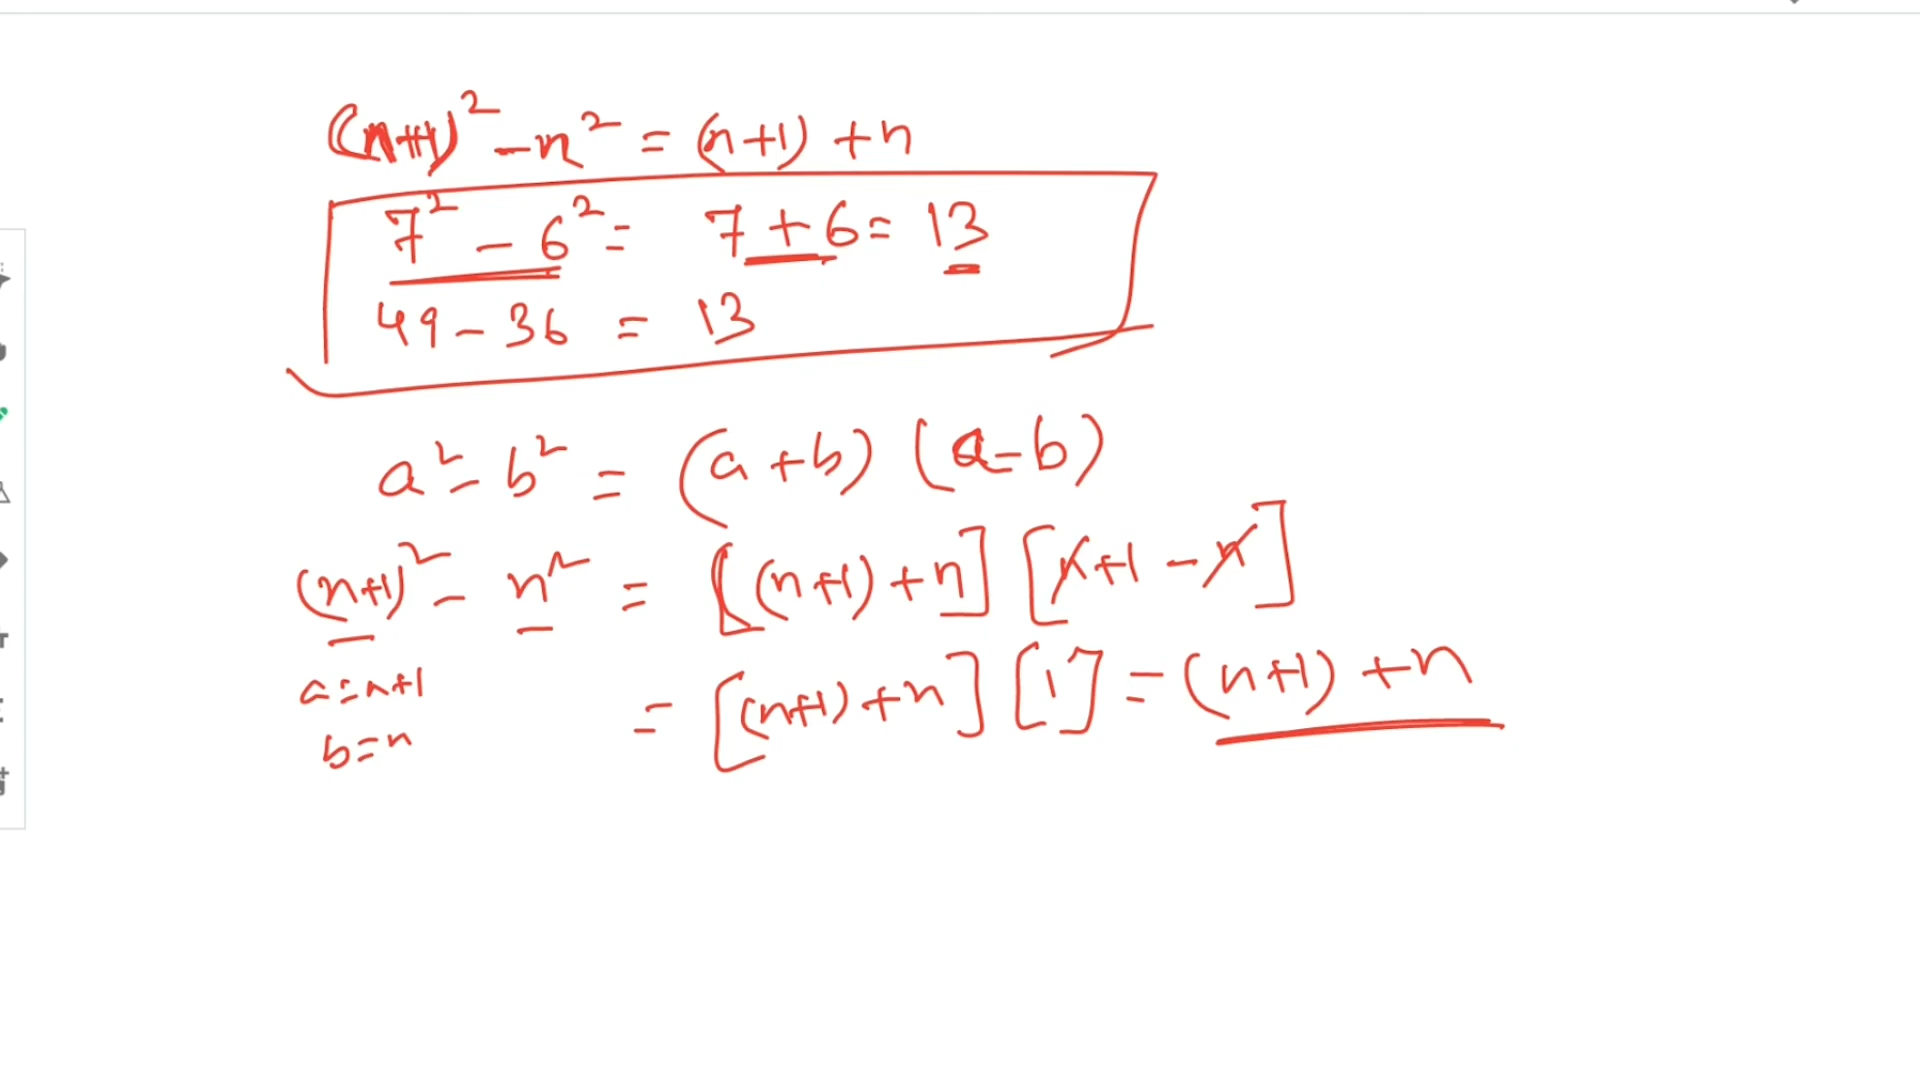 (n+1)² - n² = (n+1) + n
7² - 6² = 7 + 6 = 13
49 - 36 = 13
a² - b² = (a+b) (a-b)
(n+1)² - n² = [(n+1) + n] [n+1 - n]
a = n+1
= [(n+1) + n] [1] = (n+1) + n
b = n